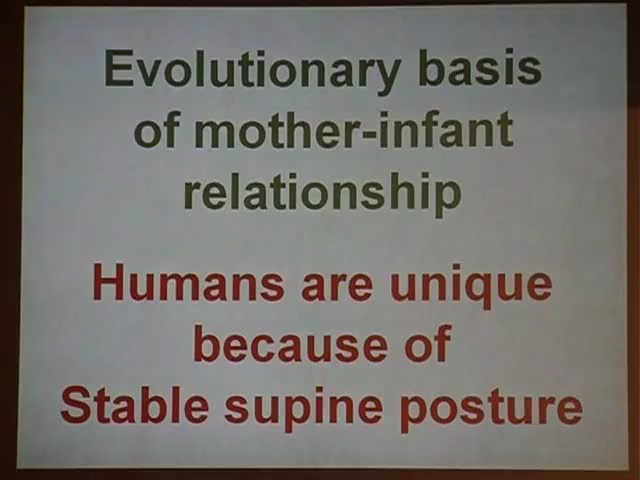 Evolutionary basis
of mother-infant
relationship
Humans are unique
because of
Stable supine posture